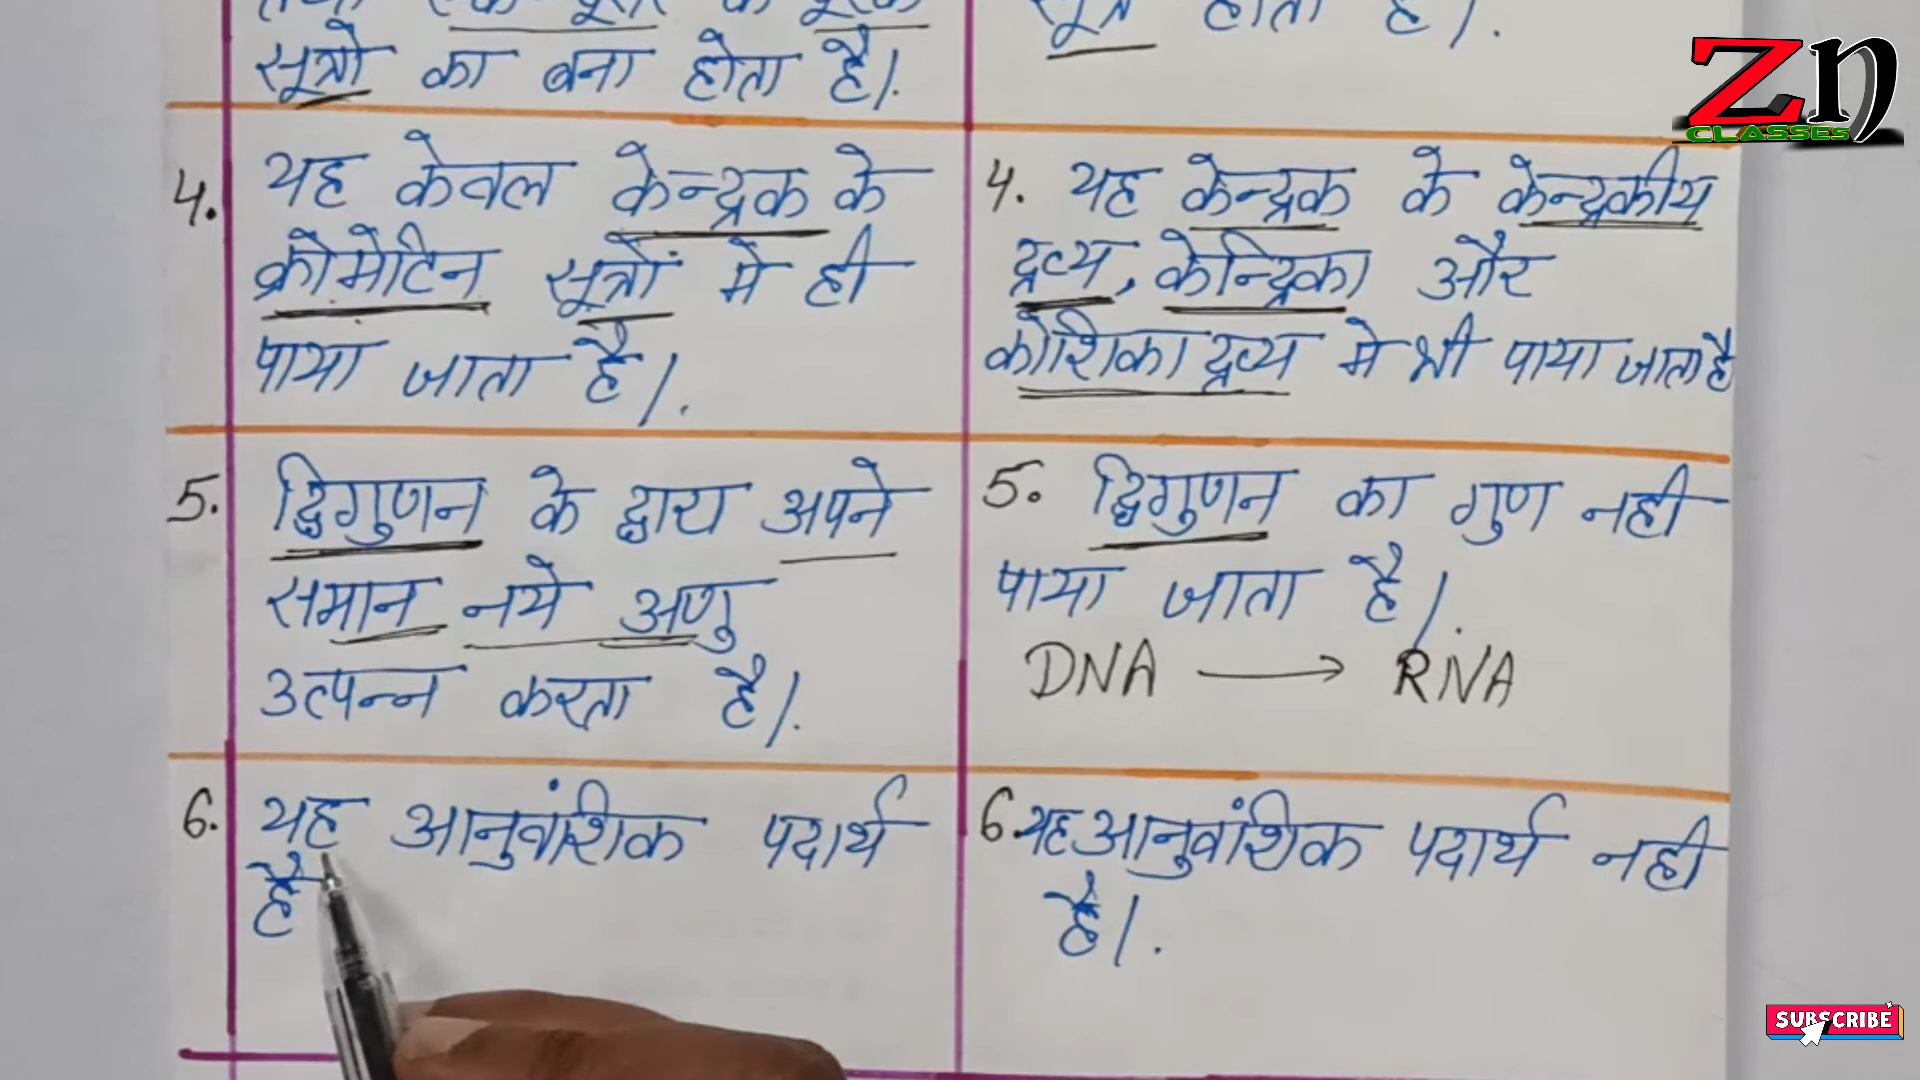 सूत्रो का बना होता है।.
सूत्र होता है।.
4. यह केवल केन्द्रक के
क्रोमेटिन सूत्रों मे ही
पाया जाता है।.
4. यह केन्द्रक के केन्द्रकीय
द्रव्य, केन्द्रिका और
कोशिका द्रव्य मे भी पाया जाता है
5. द्विगुणन के द्वारा अपने
समान नये अणु
उत्पन्न करता है।.
5. द्विगुणन का गुण नही
पाया जाता है।.
DNA → RNA
6. यह आनुवांशिक पदार्थ
है
6. यह आनुवांशिक पदार्थ नही
है।.
Zn
CLASSES
SUBSCRIBE